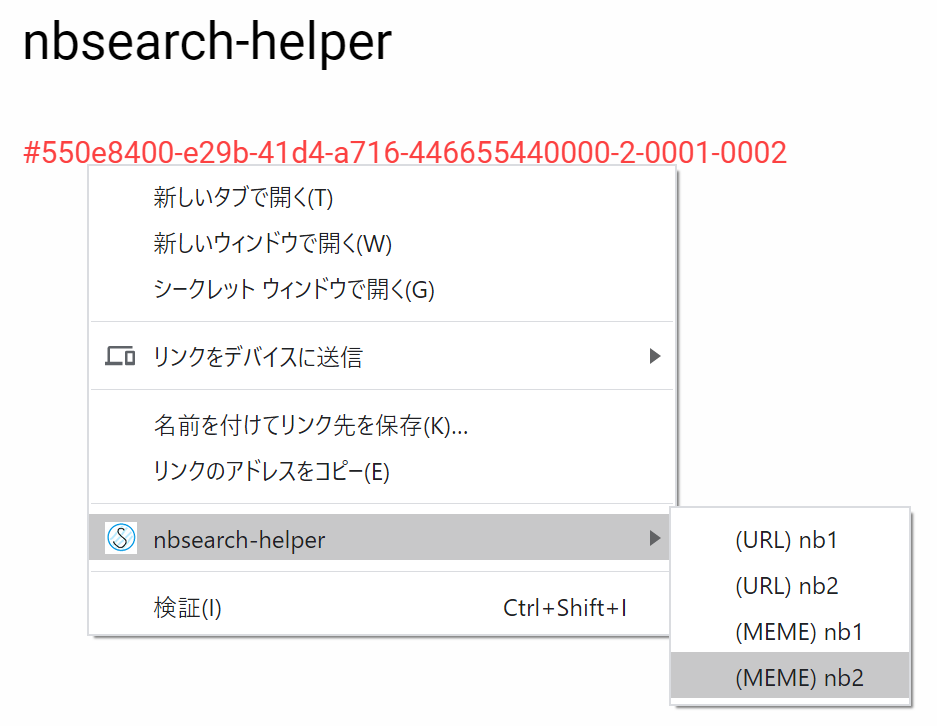 nbsearch-helper
#550e8400-e29b-41d4-a716-446655440000-2-0001-0002
新しいタブで開く(T)
新しいウィンドウで開く(W)
シークレット ウィンドウで開く(G)
リンクをデバイスに送信
名前を付けてリンク先を保存(K)...
リンクのアドレスをコピー(E)
nbsearch-helper
検証(I) Ctrl+Shift+I
(URL) nb1
(URL) nb2
(MEME) nb1
(MEME) nb2